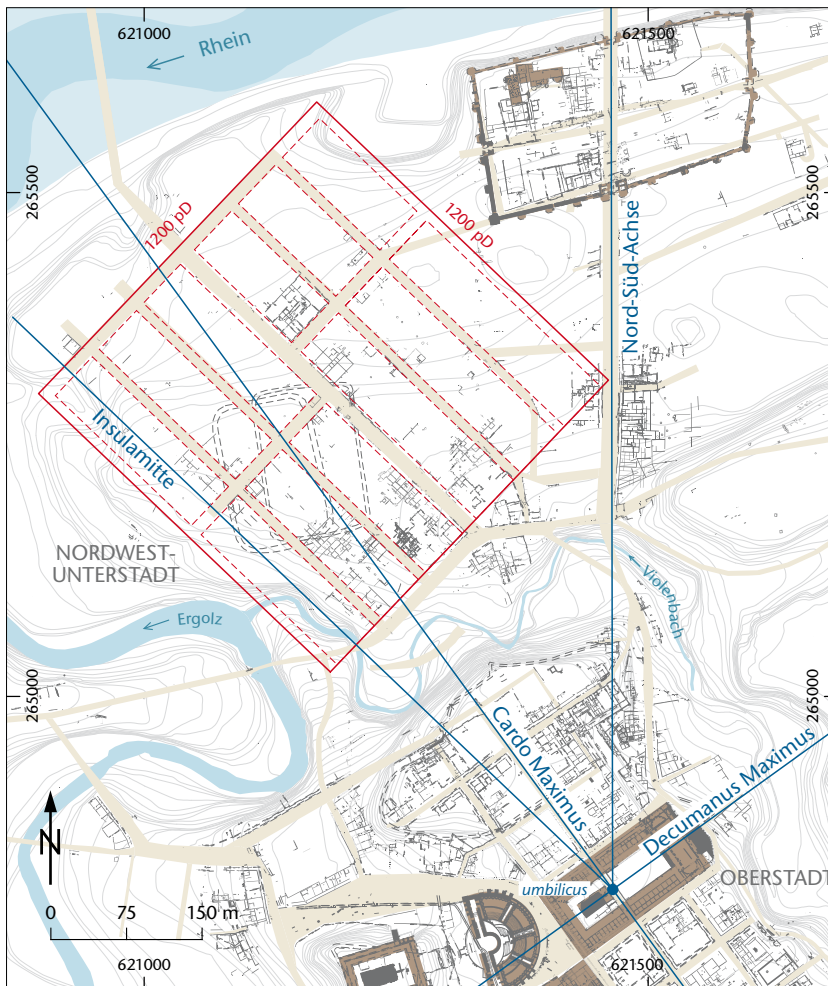 621000
621500
Rhein
265500
265500
1200 pD
1200 pD
Nord-Süd-Achse
Insulamitte
NORDWEST-
UNTERSTADT
Ergolz
Violenbach
265000
265000
Cardo Maximus
Decumanus Maximus
umbilicus
OBERSTADT
N
0 75 150 m
621000
621500